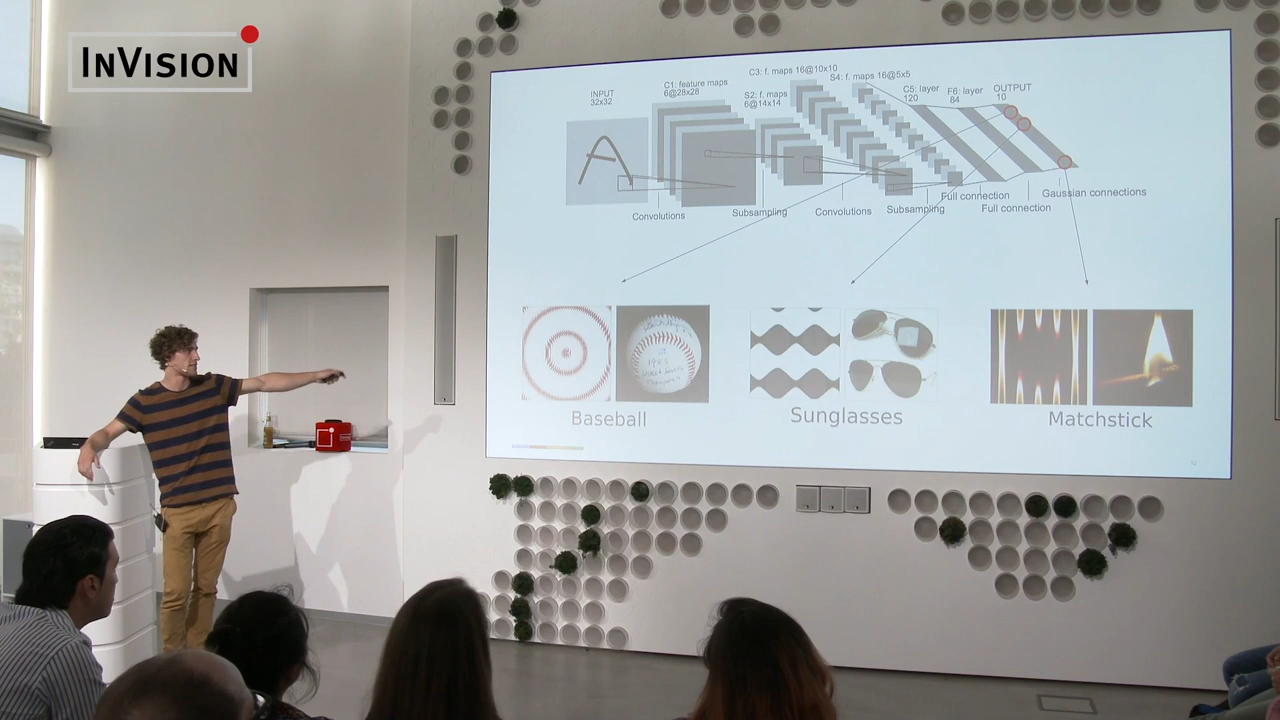 INVISION
INPUT
32x32
C1: feature maps
6@28x28
S2: f. maps
6@14x14
C3: f. maps 16@10x10
S4: f. maps 16@5x5
C5: layer
120
F6: layer
84
OUTPUT
10
Convolutions
Subsampling
Convolutions
Subsampling
Full connection
Full connection
Gaussian connections
Baseball
Sunglasses
Matchstick